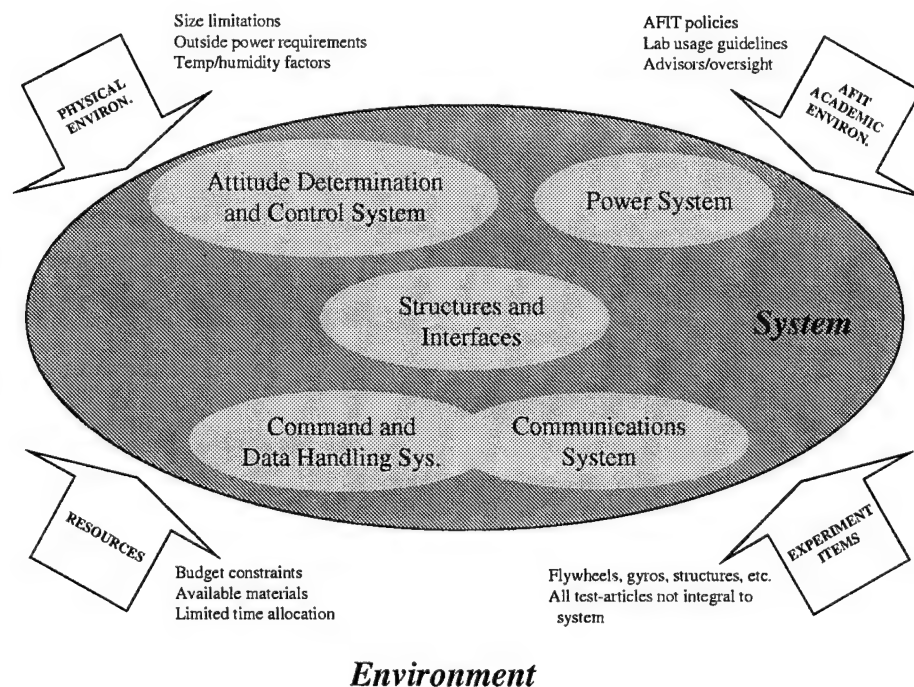 Size limitations
Outside power requirements
Temp/humidity factors
AFIT policies
Lab usage guidelines
Advisors/oversight
PHYSICAL
ENVIRON.
AFIT
ACADEMIC
ENVIRON.
Attitude Determination
and Control System
Power System
Structures and
Interfaces
System
Command and
Data Handling Sys.
Communications
System
RESOURCES
EXPERIMENT
ITEMS
Budget constraints
Available materials
Limited time allocation
Flywheels, gyros, structures, etc.
All test-articles not integral to
system
Environment